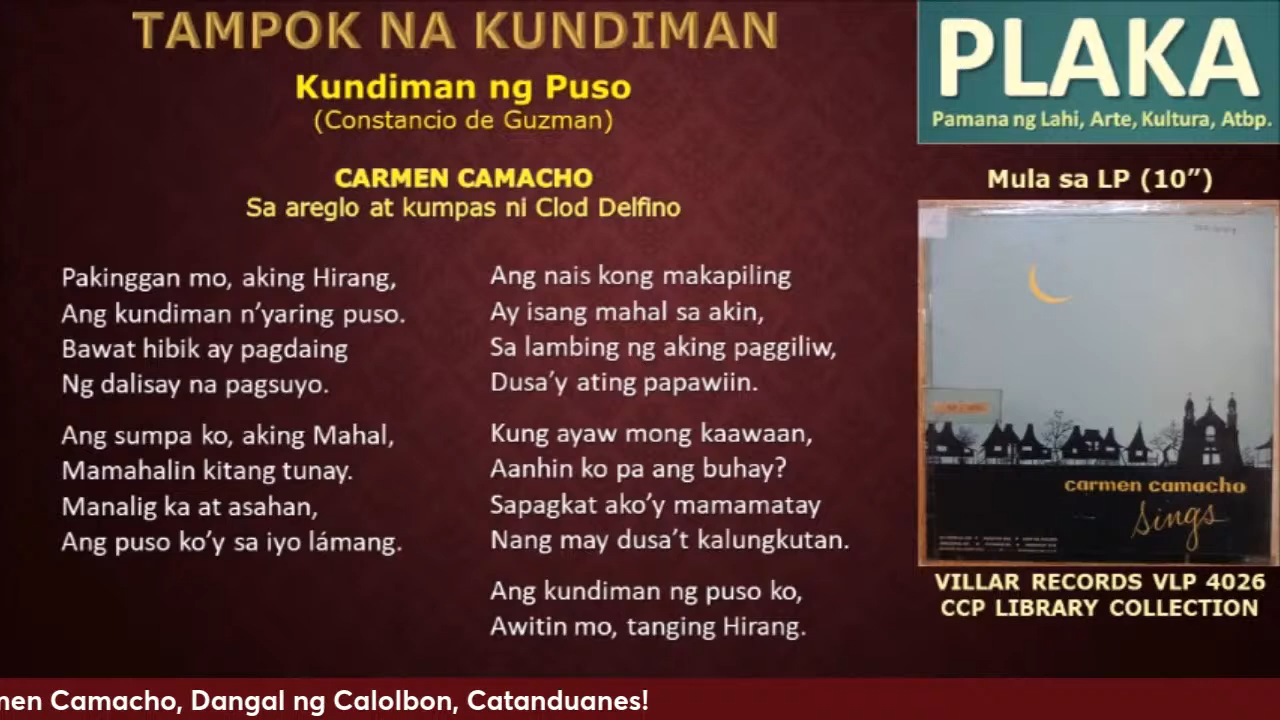 TAMPOK NA KUNDIMAN
Kundiman ng Puso
(Constancio de Guzman)
CARMEN CAMACHO
Sa areglo at kumpas ni Clod Delfino
Pakinggan mo, aking Hirang,
Ang kundiman n’yaring puso.
Bawat hibik ay pagdaing
Ng dalisay na pagsuyo.
Ang sumpa ko, aking Mahal,
Mamahalin kitang tunay.
Manalig ka at asahan,
Ang puso ko’y sa iyo lámang.
Ang nais kong makapiling
Ay isang mahal sa akin,
Sa lambing ng aking paggiliw,
Dusa’y ating papawiin.
Kung ayaw mong kaawaan,
Aanhin ko pa ang buhay?
Sapagkat ako’y mamamatay
Nang may dusa’t kalungkutan.
Ang kundiman ng puso ko,
Awitin mo, tanging Hirang.
PLAKA
Pamana ng Lahi, Arte, Kultura, Atbp.
Mula sa LP (10”)
carmen camacho
sings
VILLAR RECORDS VLP 4026
CCP LIBRARY COLLECTION
men Camacho, Dangal ng Calolbon, Catanduanes!